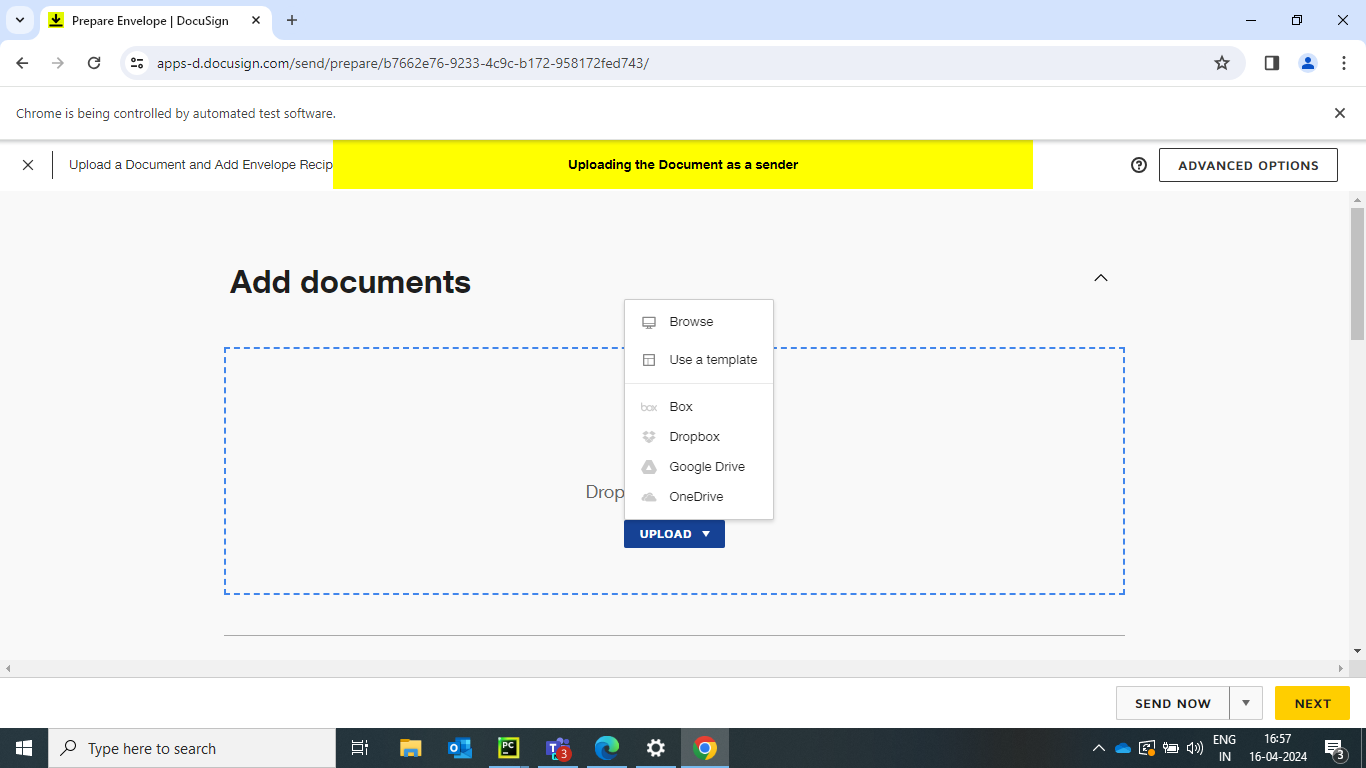 Prepare Envelope | DocuSign
apps-d.docusign.com/send/prepare/b7662e76-9233-4c9c-b172-958172fed743/
Chrome is being controlled by automated test software.
Upload a Document and Add Envelope Recip
Uploading the Document as a sender
ADVANCED OPTIONS
Add documents
Browse
Use a template
box Box
Dropbox
Google Drive
OneDrive
Drop
UPLOAD
SEND NOW
NEXT
Type here to search
PC
3
ENG
IN
16:57
16-04-2024
3